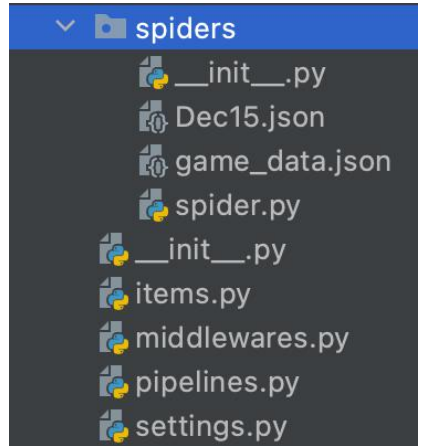 spiders
__init__.py
Dec15.json
game_data.json
spider.py
__init__.py
items.py
middlewares.py
pipelines.py
settings.py